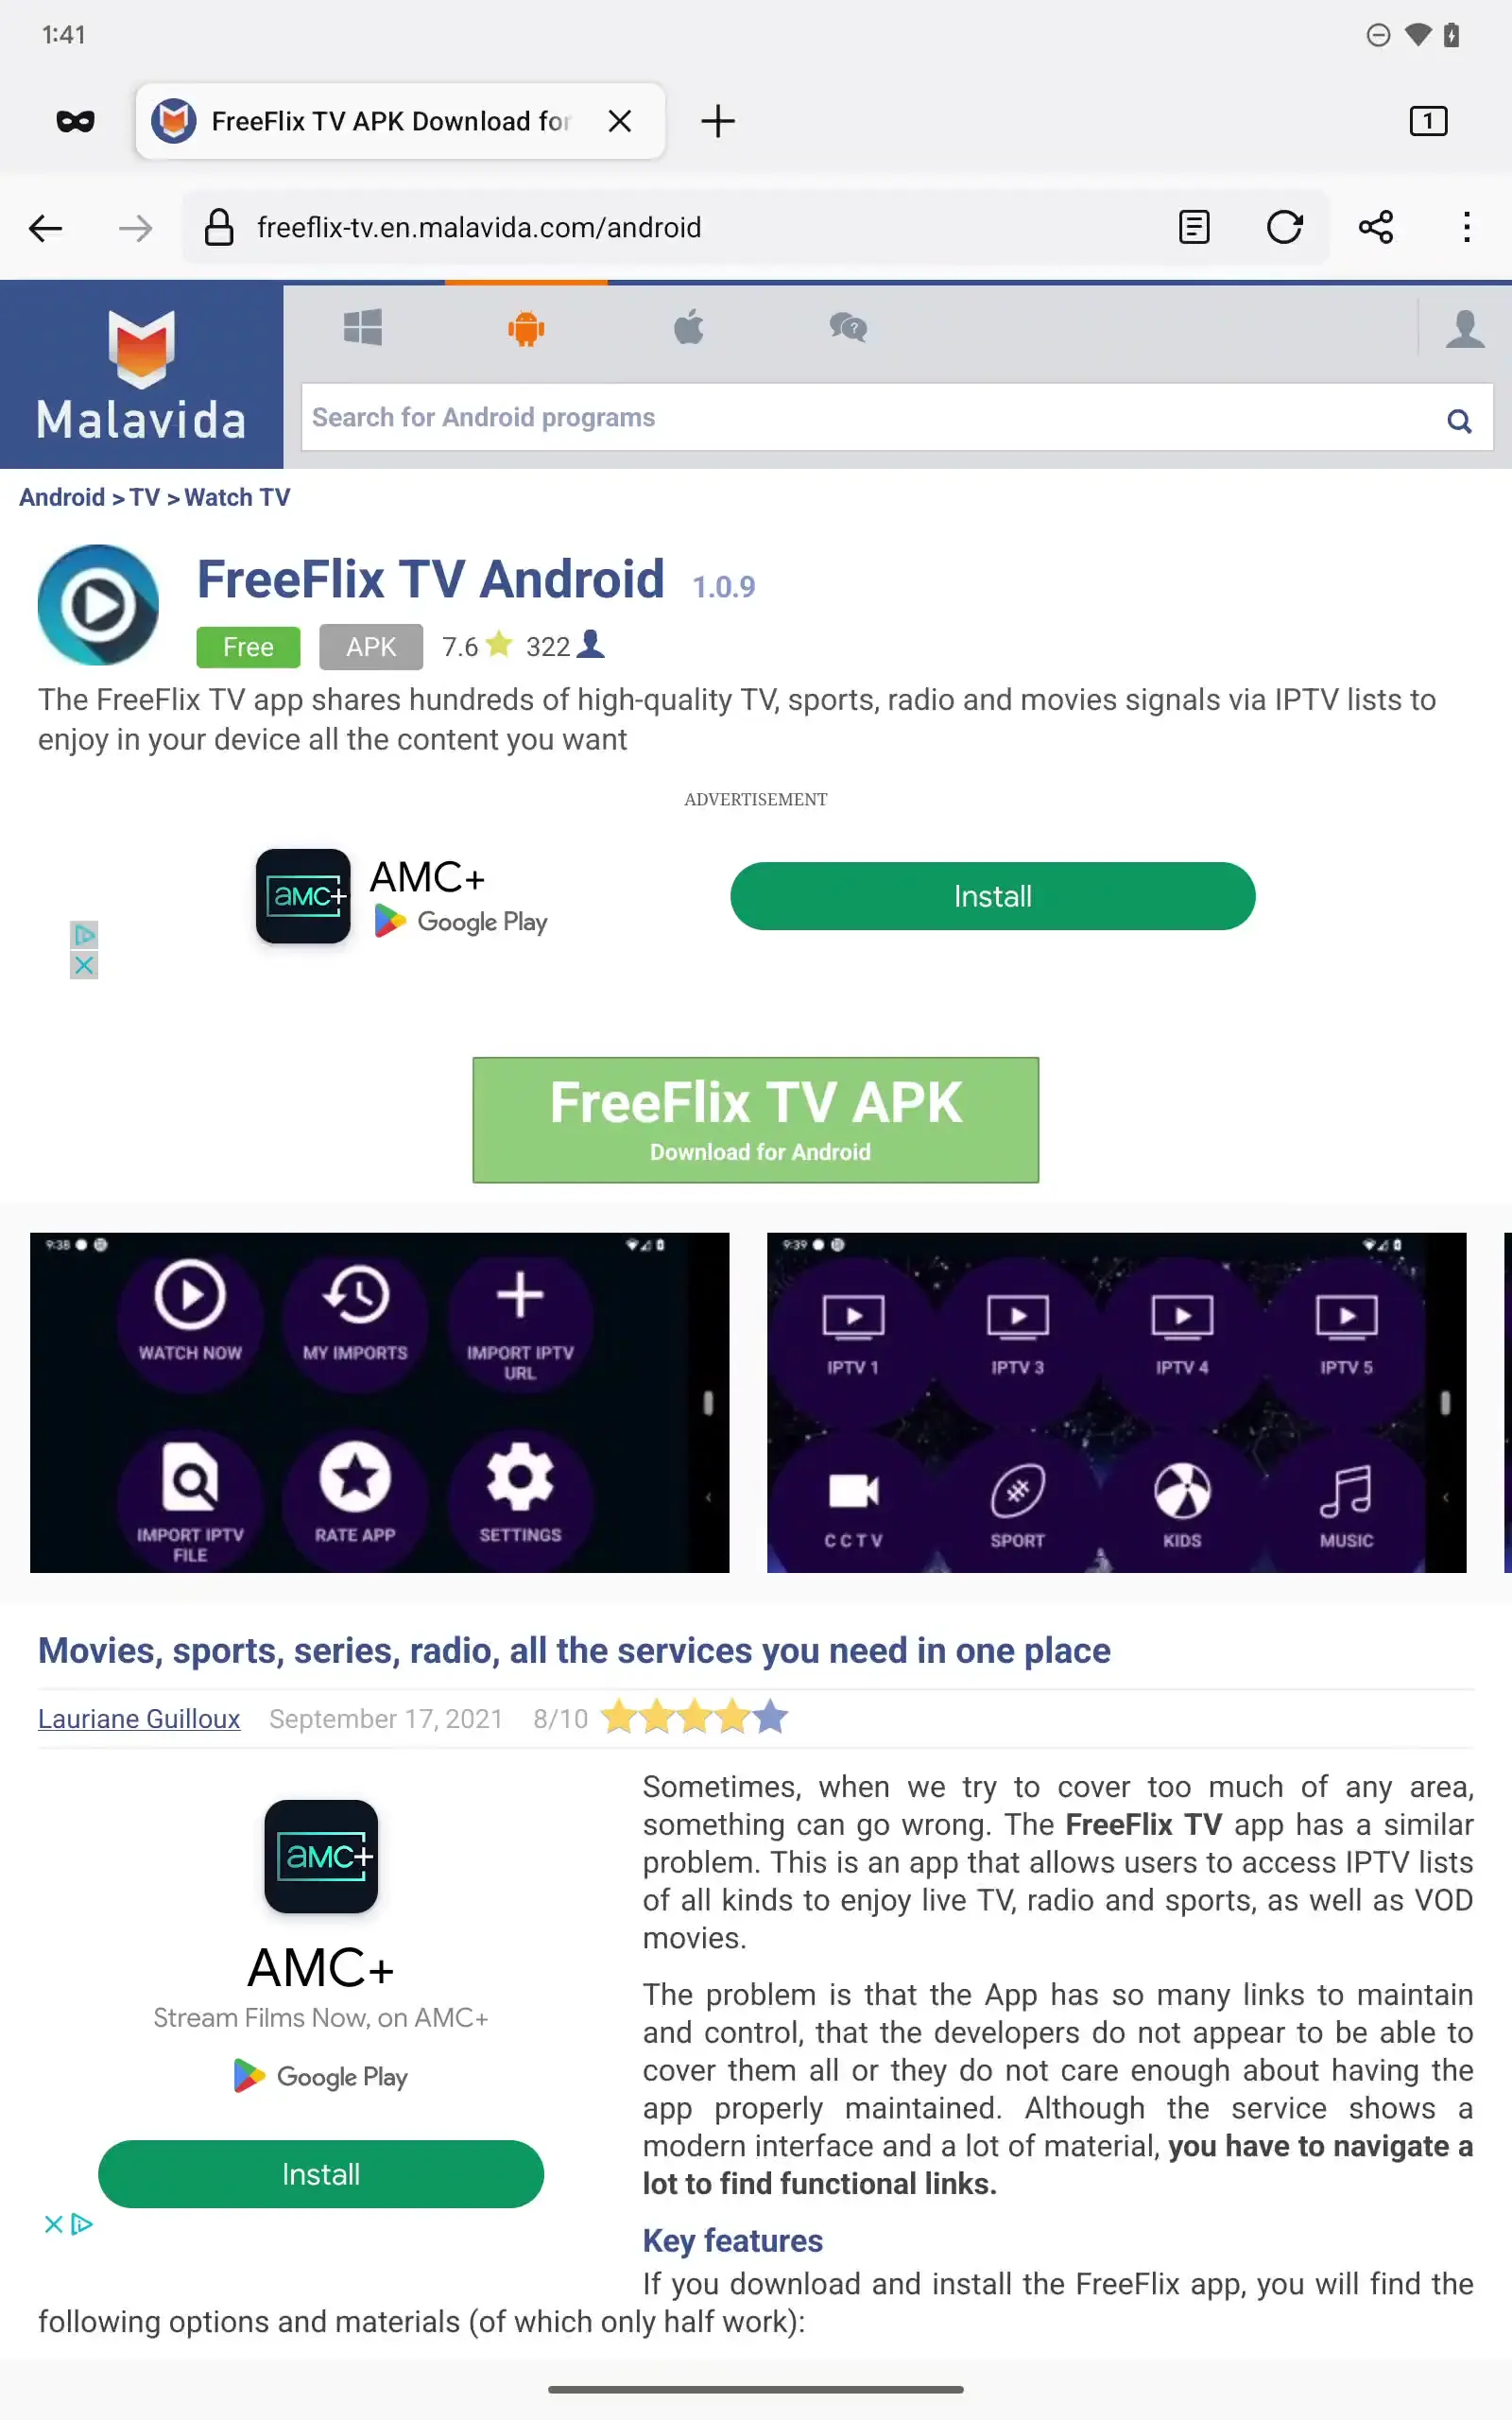 1:41
FreeFlix TV APK Download for
1
freeflix-tv.en.malavida.com/android
Malavida
Search for Android programs
Android > TV > Watch TV
FreeFlix TV Android 1.0.9
Free APK 7.6 322
The FreeFlix TV app shares hundreds of high-quality TV, sports, radio and movies signals via IPTV lists to
enjoy in your device all the content you want
ADVERTISEMENT
aMC+
AMC+
Google Play
Install
FreeFlix TV APK
Download for Android
9:38
WATCH NOW
MY IMPORTS
IMPORT IPTV
URL
IMPORT IPTV
FILE
RATE APP
SETTINGS
9:39
IPTV 1
IPTV 3
IPTV 4
IPTV 5
C C T V
SPORT
KIDS
MUSIC
Movies, sports, series, radio, all the services you need in one place
Lauriane Guilloux September 17, 2021 8/10
aMC+
AMC+
Stream Films Now, on AMC+
Google Play
Install
Sometimes, when we try to cover too much of any area,
something can go wrong. The FreeFlix TV app has a similar
problem. This is an app that allows users to access IPTV lists
of all kinds to enjoy live TV, radio and sports, as well as VOD
movies.
The problem is that the App has so many links to maintain
and control, that the developers do not appear to be able to
cover them all or they do not care enough about having the
app properly maintained. Although the service shows a
modern interface and a lot of material, you have to navigate a
lot to find functional links.
Key features
If you download and install the FreeFlix app, you will find the
following options and materials (of which only half work):